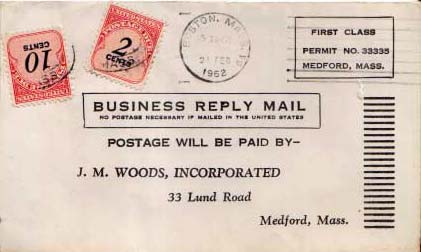 10
CENTS
2
CENTS
BOSTON, MA
21 FEB
1962
FIRST CLASS
PERMIT NO. 33335
MEDFORD, MASS.
BUSINESS REPLY MAIL
NO POSTAGE NECESSARY IF MAILED IN THE UNITED STATES
POSTAGE WILL BE PAID BY—
J. M. WOODS, INCORPORATED
33 Lund Road
Medford, Mass.